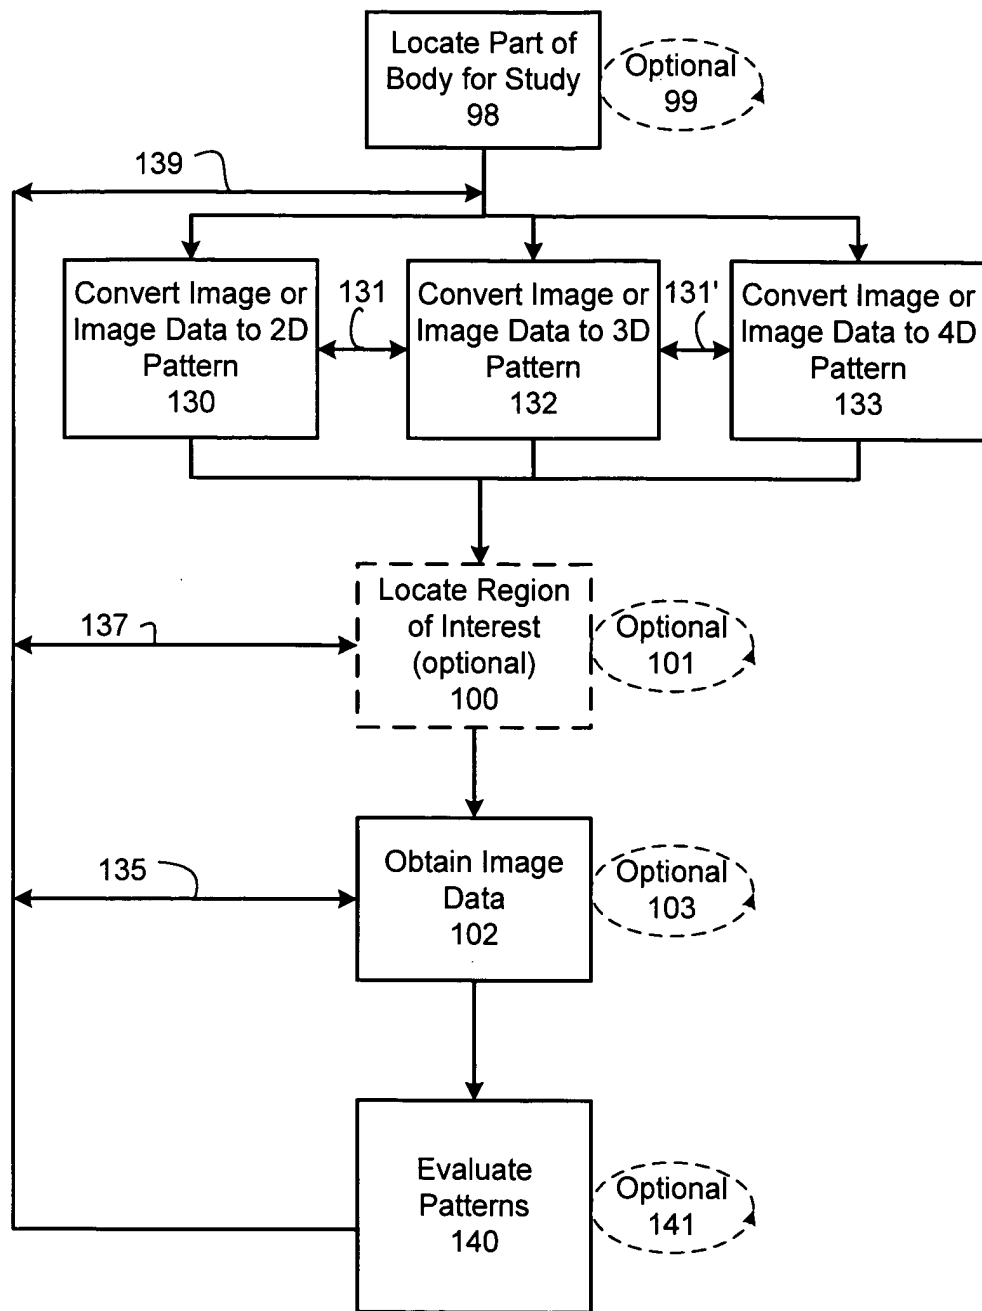 Locate Part of
Body for Study
98
Optional
99
139
Convert Image or
Image Data to 2D
Pattern
130
131
Convert Image or
Image Data to 3D
Pattern
132
131'
Convert Image or
Image Data to 4D
Pattern
133
Locate Region
of Interest
(optional)
100
Optional
101
137
Obtain Image
Data
102
Optional
103
135
Evaluate
Patterns
140
Optional
141